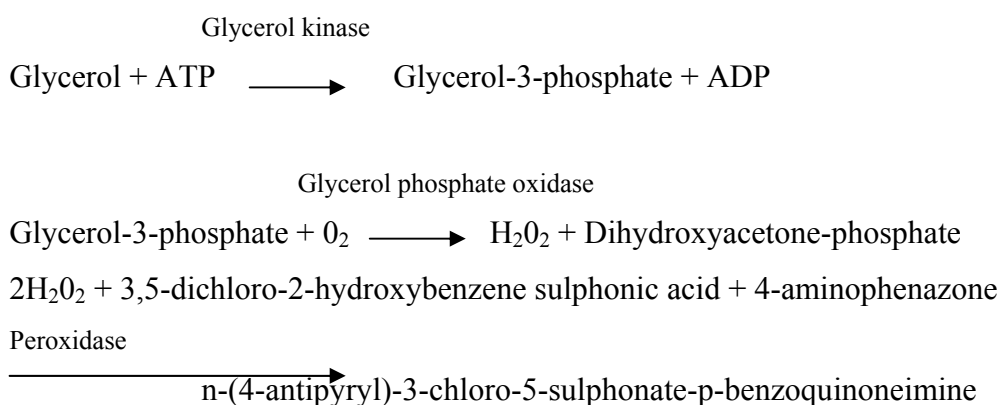 Glycerol kinase
Glycerol + ATP ⟶ Glycerol-3-phosphate + ADP
Glycerol phosphate oxidase
Glycerol-3-phosphate + 0₂ ⟶ H₂0₂ + Dihydroxyacetone-phosphate
2H₂0₂ + 3,5-dichloro-2-hydroxybenzene sulphonic acid + 4-aminophenazone
Peroxidase
⟶ n-(4-antipyryl)-3-chloro-5-sulphonate-p-benzoquinoneimine